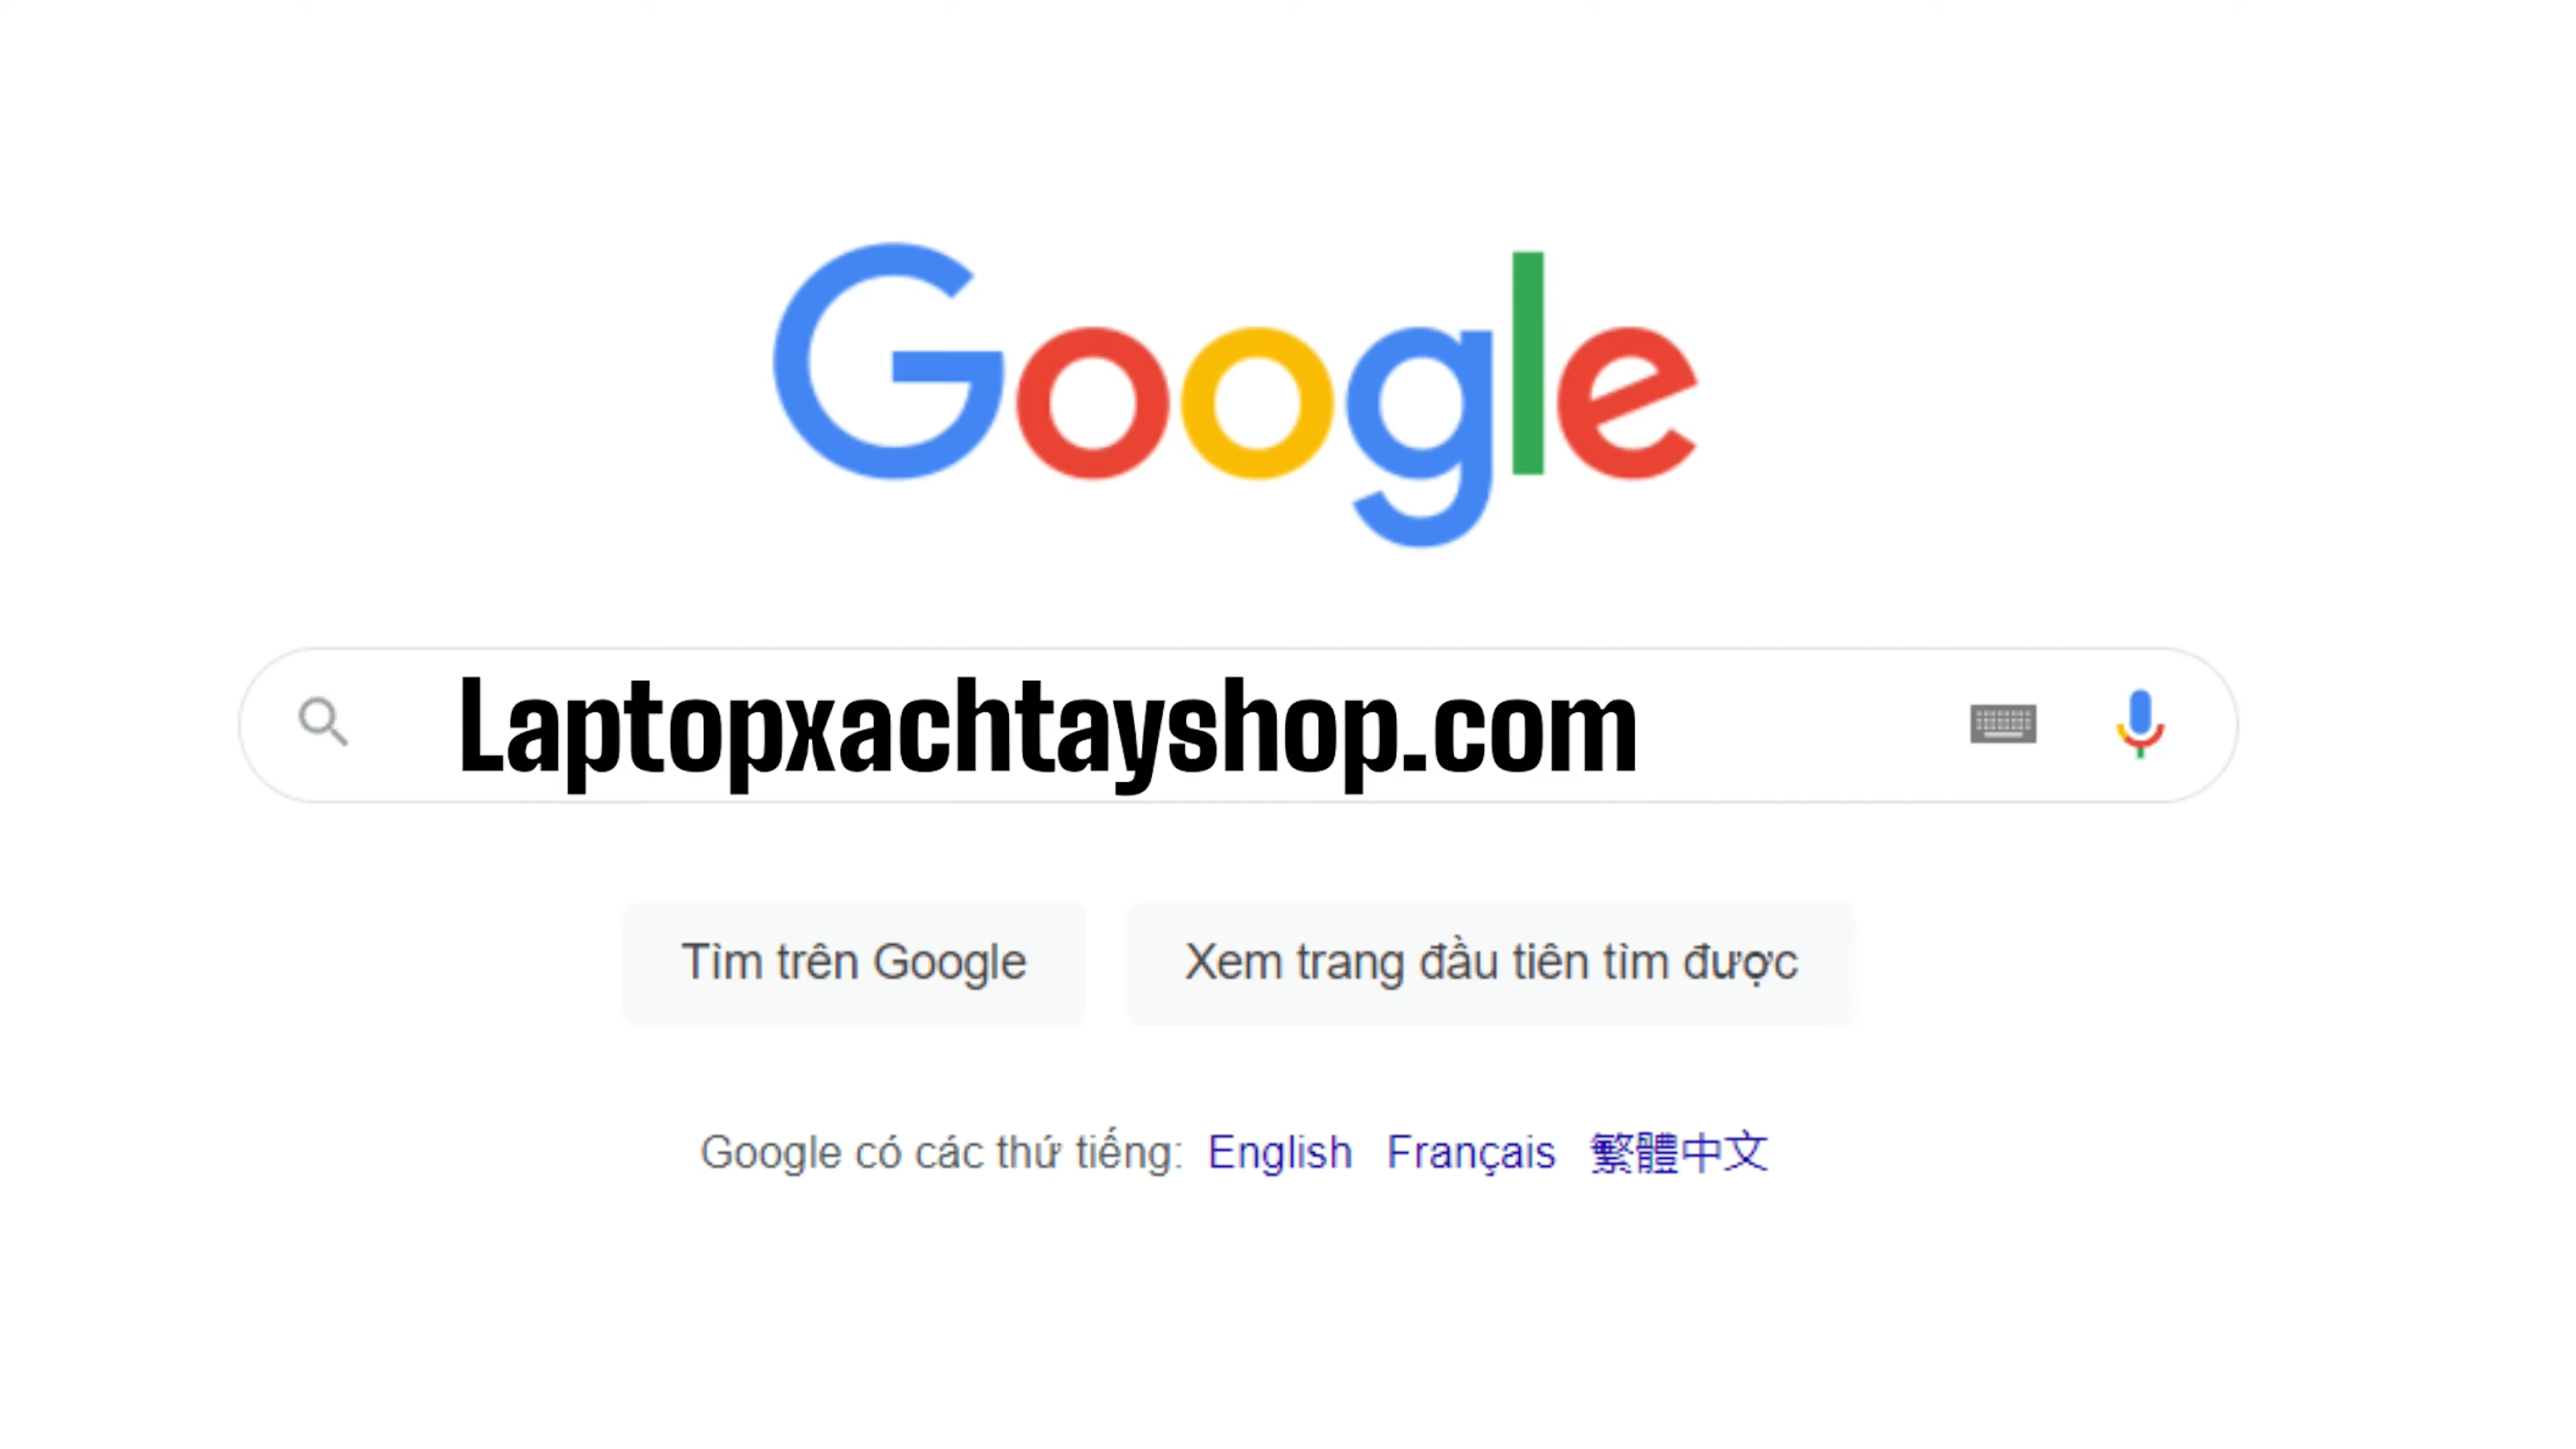 Google
Laptopxachtayshop.com
Tìm trên Google
Xem trang đầu tiên tìm được
Google có các thứ tiếng: English Français 繁體中文